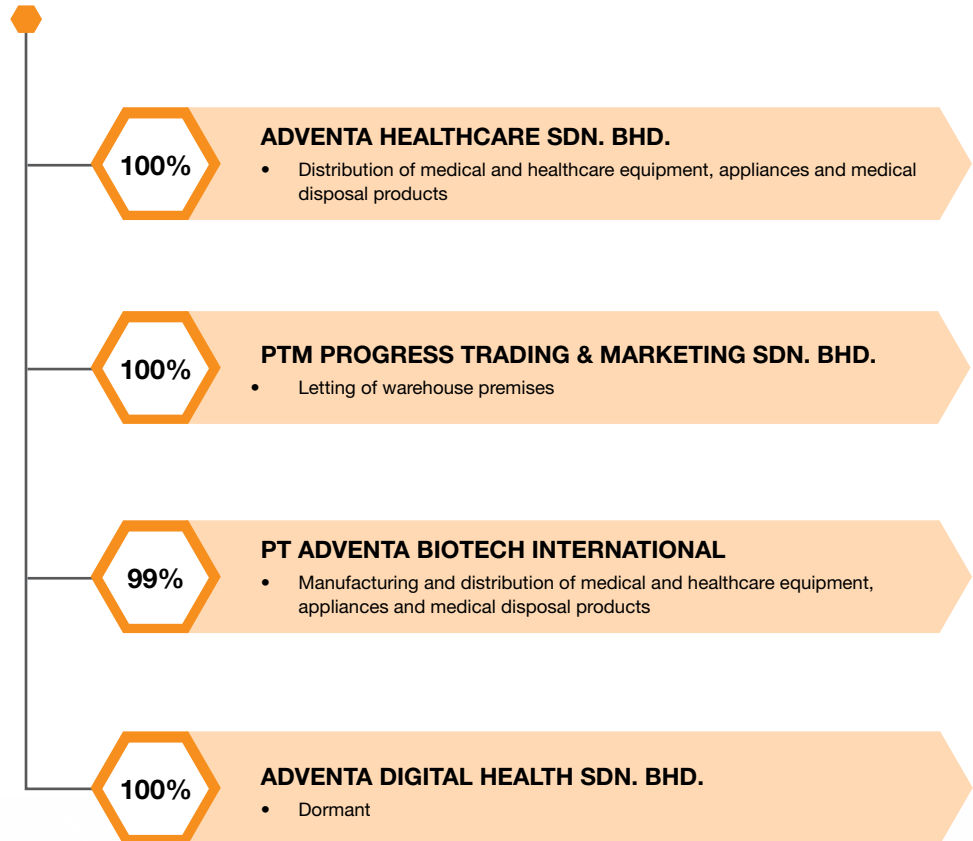 100%
ADVENTA HEALTHCARE SDN. BHD.
• Distribution of medical and healthcare equipment, appliances and medical
disposal products
100%
PTM PROGRESS TRADING & MARKETING SDN. BHD.
• Letting of warehouse premises
99%
PT ADVENTA BIOTECH INTERNATIONAL
• Manufacturing and distribution of medical and healthcare equipment,
appliances and medical disposal products
100%
ADVENTA DIGITAL HEALTH SDN. BHD.
• Dormant